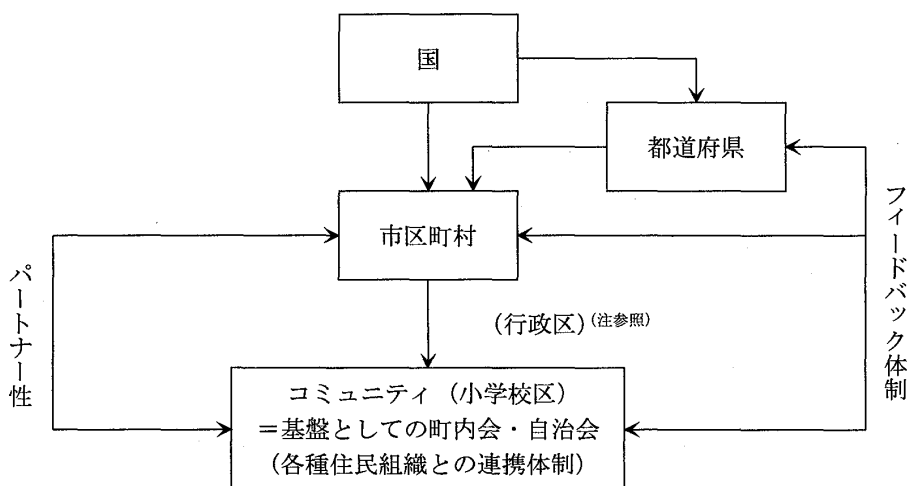 国
都道府県
市区町村
パートナー性
フィードバック体制
(行政区)(注参照)
コミュニティ(小学校区)
=基盤としての町内会・自治会
(各種住民組織との連携体制)